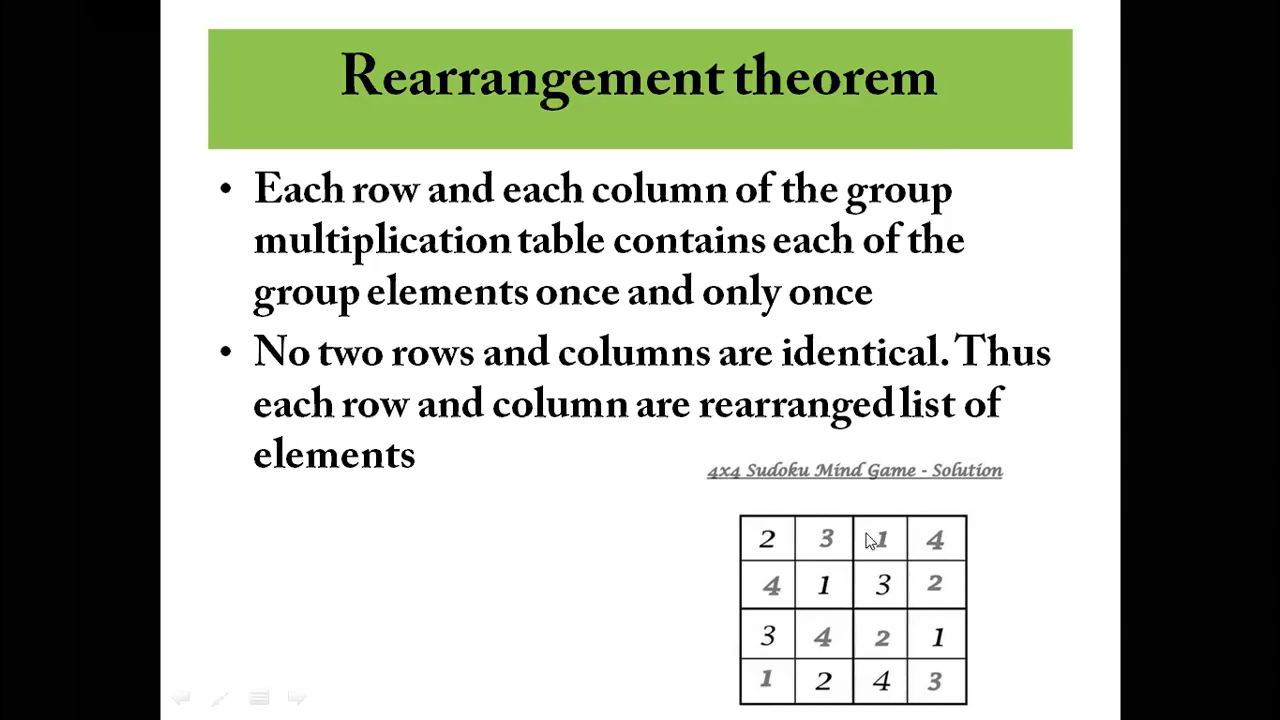 Rearrangement theorem
• Each row and each column of the group
multiplication table contains each of the
group elements once and only once
• No two rows and columns are identical. Thus
each row and column are rearranged list of
elements
4x4 Sudoku Mind Game - Solution
2 3 1 4
4 1 3 2
3 4 2 1
1 2 4 3